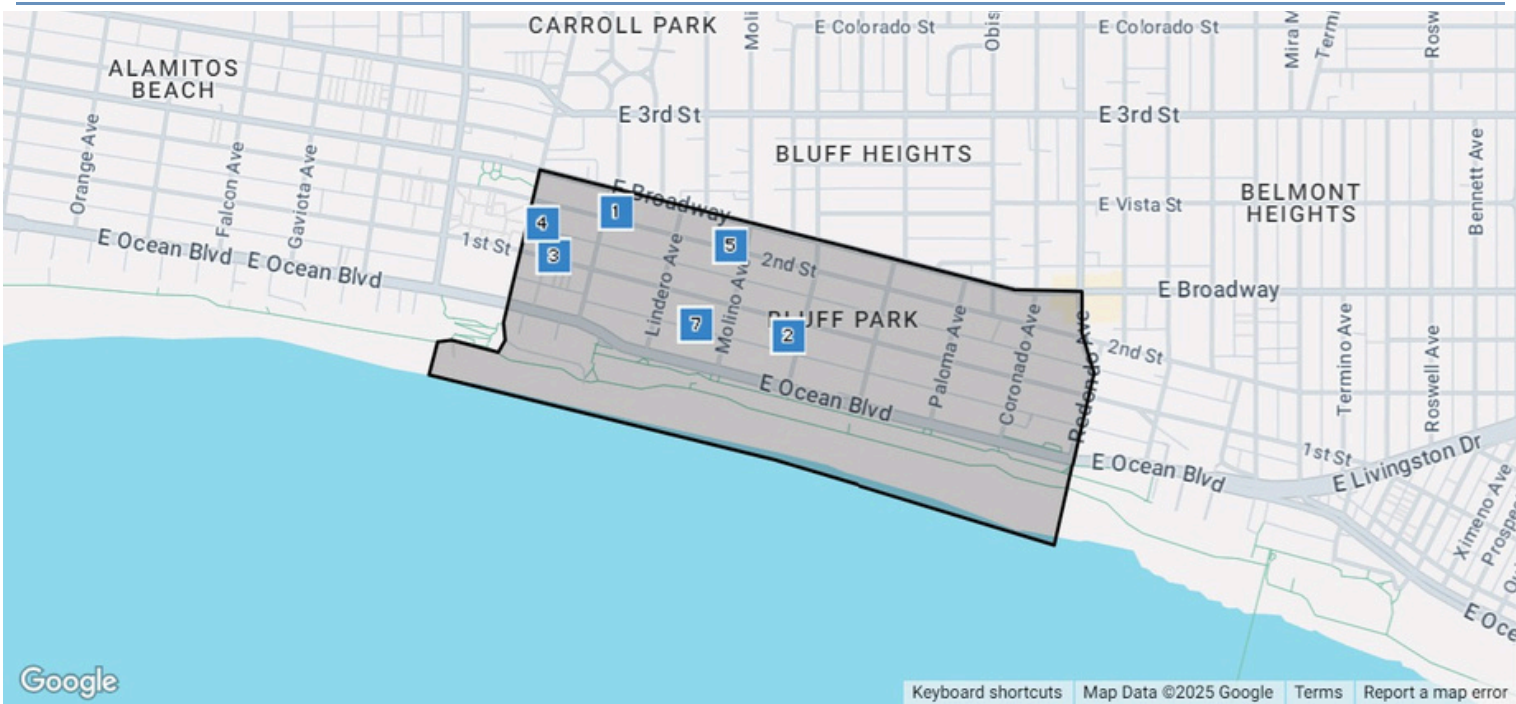 CARROLL PARK
Moli
E Colorado St
Obis
E Colorado St
Mira M
Termi
Rosw
ALAMITOS
BEACH
E 3rd St
E 3rd St
Orange Ave
Falcon Ave
Gaviota Ave
BLUFF HEIGHTS
Bennett Ave
BELMONT
HEIGHTS
E Vista St
E Broadway
1
4
3
5
1st St
E Ocean Blvd
E Ocean Blvd
Lindero Ave
Molino Ave
2nd St
E Broadway
7
2
BLUFF PARK
Paloma Ave
Coronado Ave
Redondo Ave
2nd St
Termino Ave
Roswell Ave
E Ocean Blvd
1st St
E Ocean Blvd
E Livingston Dr
Ximeno Ave
Prospe
E Oce
Google
Keyboard shortcuts
Map Data ©2025 Google
Terms
Report a map error